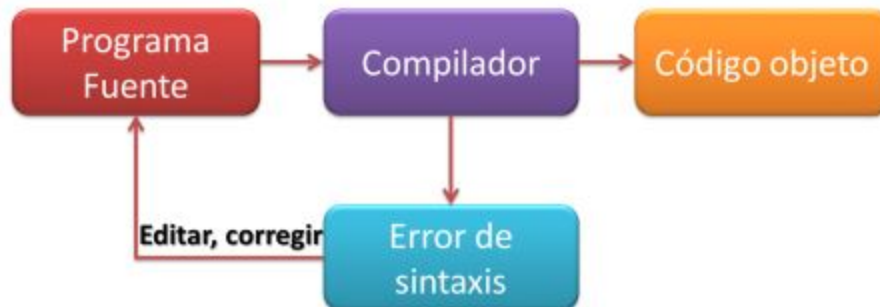 Programa
Fuente
Compilador
Código objeto
Editar, corregir
Error de
sintaxis